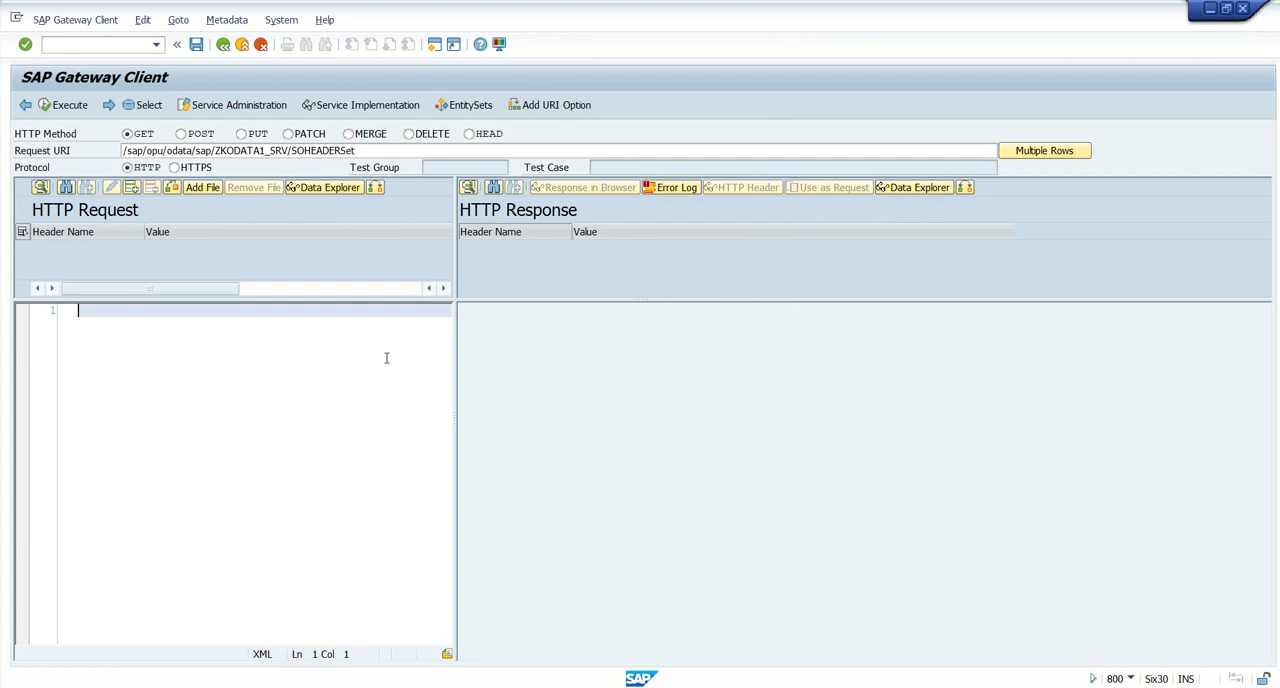 SAP Gateway Client Edit Goto Metadata System Help
SAP Gateway Client
Execute Select Service Administration Service Implementation EntitySets Add URI Option
HTTP Method GET POST PUT PATCH MERGE DELETE HEAD
Request URI /sap/opu/odata/sap/ZKODATA1_SRV/SOHEADERSet Multiple Rows
Protocol HTTP HTTPS Test Group Test Case
Add File Remove File Data Explorer Response in Browser Error Log HTTP Header Use as Request Data Explorer
HTTP Request HTTP Response
Header Name Value Header Name Value
1
XML Ln 1 Col 1
SAP 800 Six30 INS